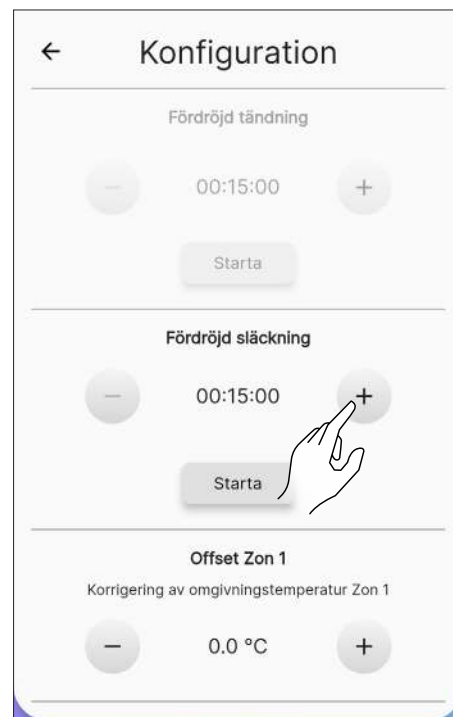 ← Konfiguration
Fördröjd tändning
− 00:15:00 +
Starta
Fördröjd släckning
− 00:15:00 +
Starta
Offset Zon 1
Korrigering av omgivningstemperatur Zon 1
− 0.0 °C +